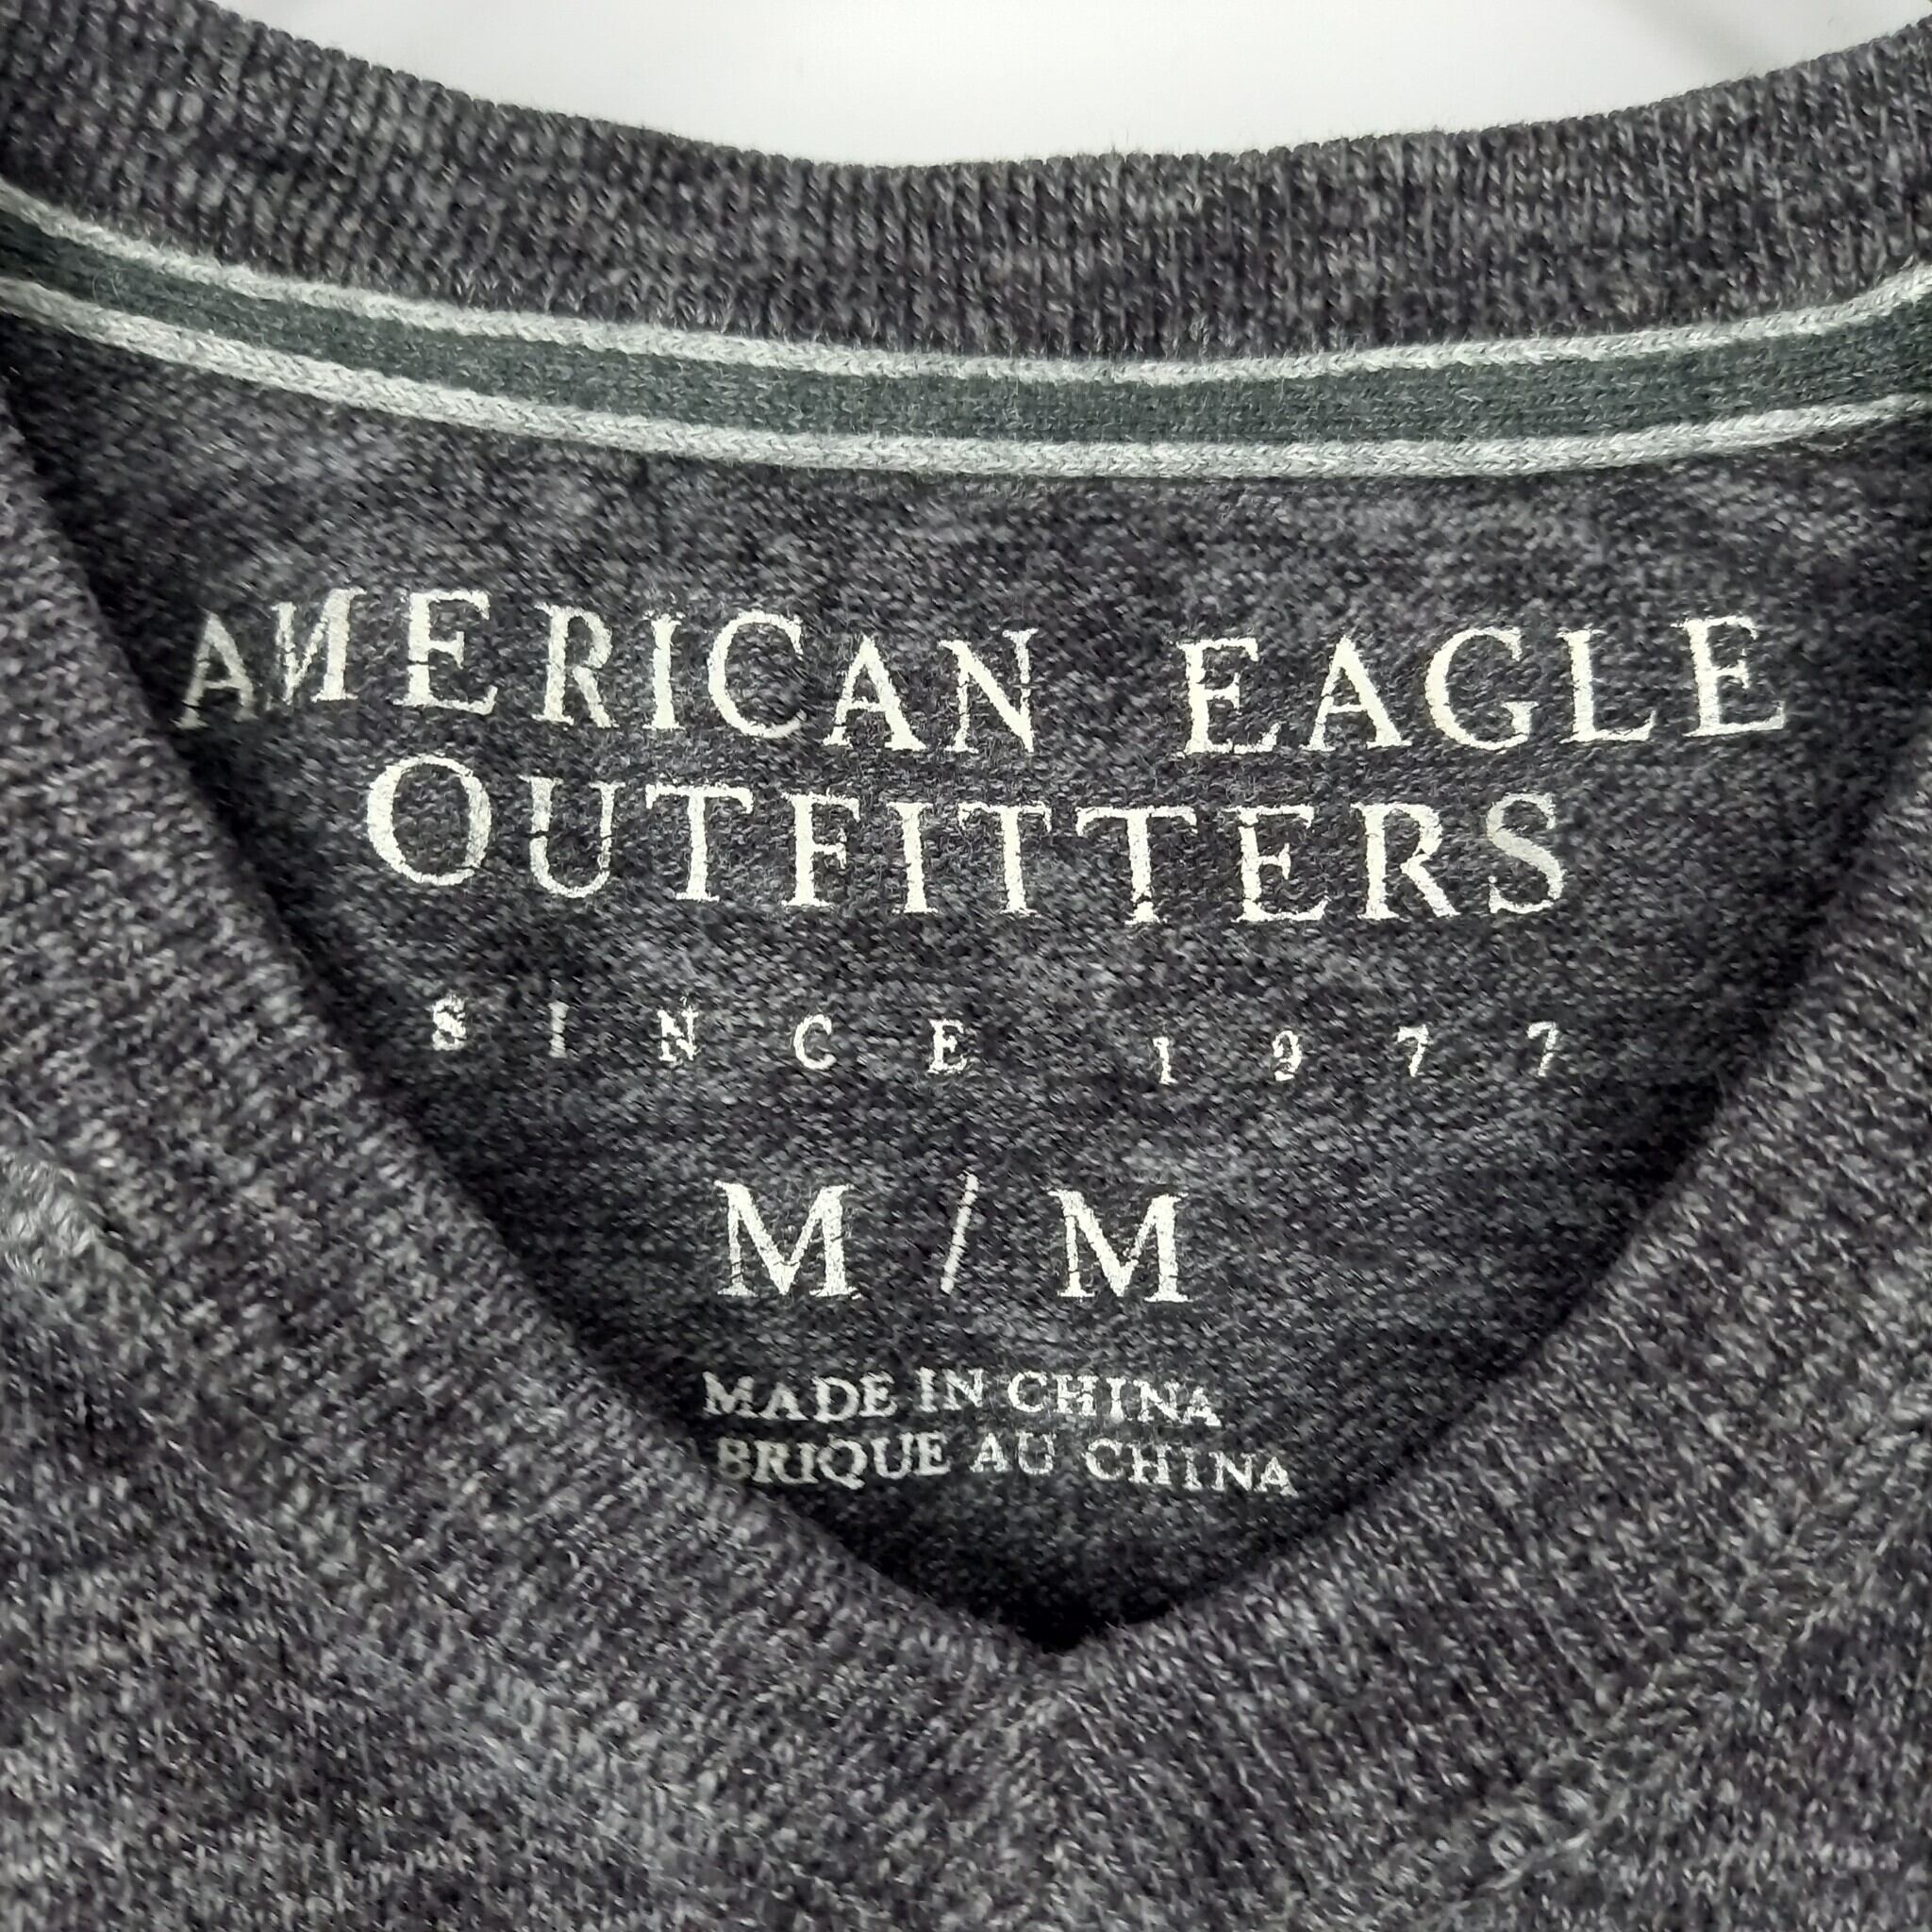 AMERICAN EAGLE
OUTFITTERS
SINCE 1977
M / M
MADE IN CHINA
BRIQUE AU CHINA